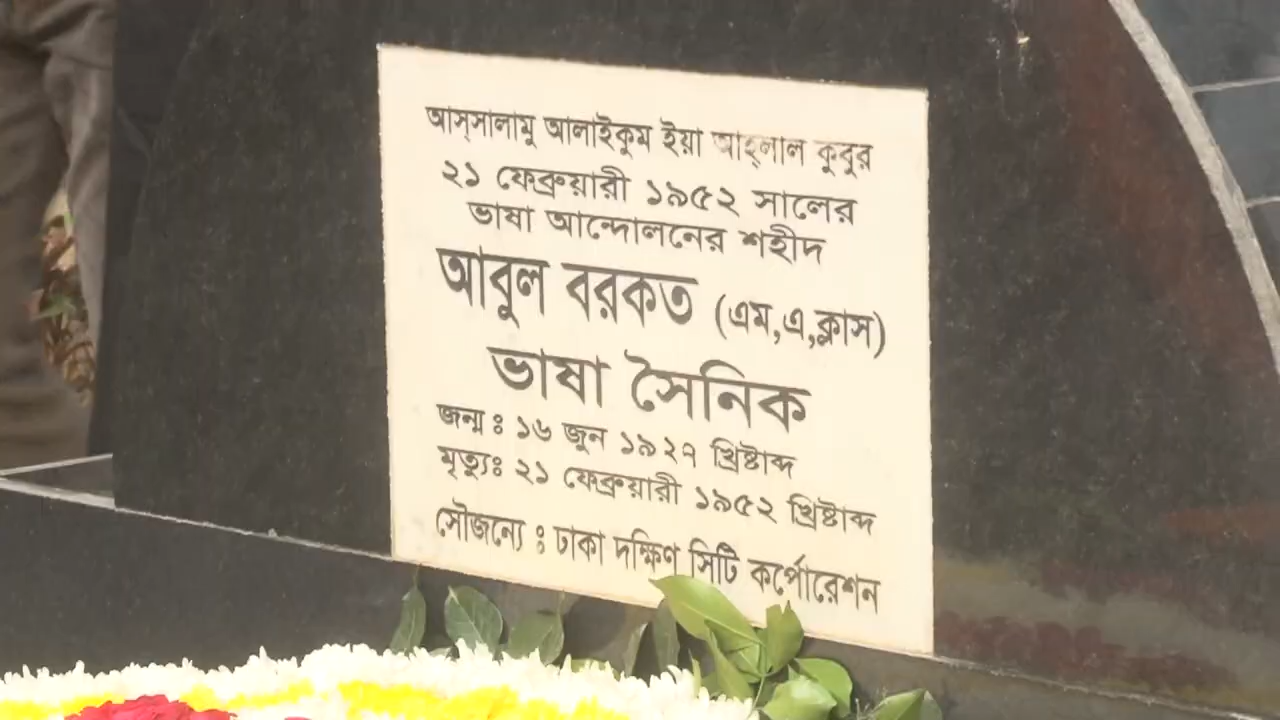 আস্সালামু আলাইকুম ইয়া আহ্লাল কুবুর
২১ ফেব্রুয়ারী ১৯৫২ সালের
ভাষা আন্দোলনের শহীদ
আবুল বরকত (এম,এ,ক্লাস)
ভাষা সৈনিক
জন্ম ঃ ১৬ জুন ১৯২৭ খ্রিষ্টাব্দ
মৃত্যুঃ ২১ ফেব্রুয়ারী ১৯৫২ খ্রিষ্টাব্দ
সৌজন্যে ঃ ঢাকা দক্ষিণ সিটি কর্পোরেশন